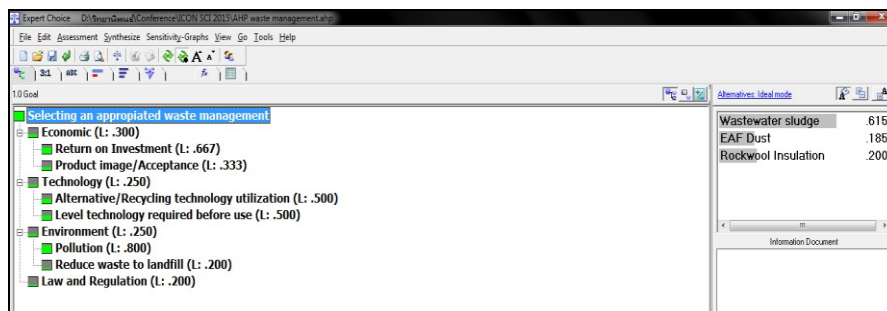 Expert Choice D:\วิทยานิพนธ์\Conference\ICON SCI 2015\AHP waste management.ahp
File Edit Assessment Synthesize Sensitivity-Graphs View Go Tools Help
3:1 ABC
1.0 Goal
Alternatives: Ideal mode
Selecting an appropiated waste management
Economic (L: .300)
Return on Investment (L: .667)
Product image/Acceptance (L: .333)
Technology (L: .250)
Alternative/Recycling technology utilization (L: .500)
Level technology required before use (L: .500)
Environment (L: .250)
Pollution (L: .800)
Reduce waste to landfill (L: .200)
Law and Regulation (L: .200)
Wastewater sludge .615
EAF Dust .185
Rockwool Insulation .200
Information Document